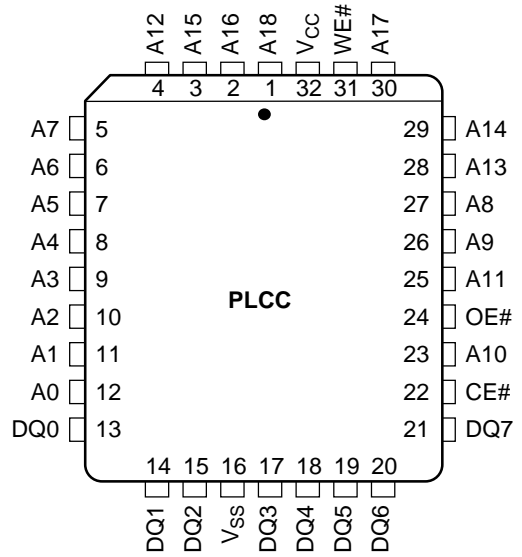 A12 A15 A16 A18 VCC WE# A17
4 3 2 1 32 31 30
A7 5 29 A14
A6 6 28 A13
A5 7 27 A8
A4 8 26 A9
A3 9 25 A11
PLCC
A2 10 24 OE#
A1 11 23 A10
A0 12 22 CE#
DQ0 13 21 DQ7
14 15 16 17 18 19 20
DQ1 DQ2 VSS DQ3 DQ4 DQ5 DQ6